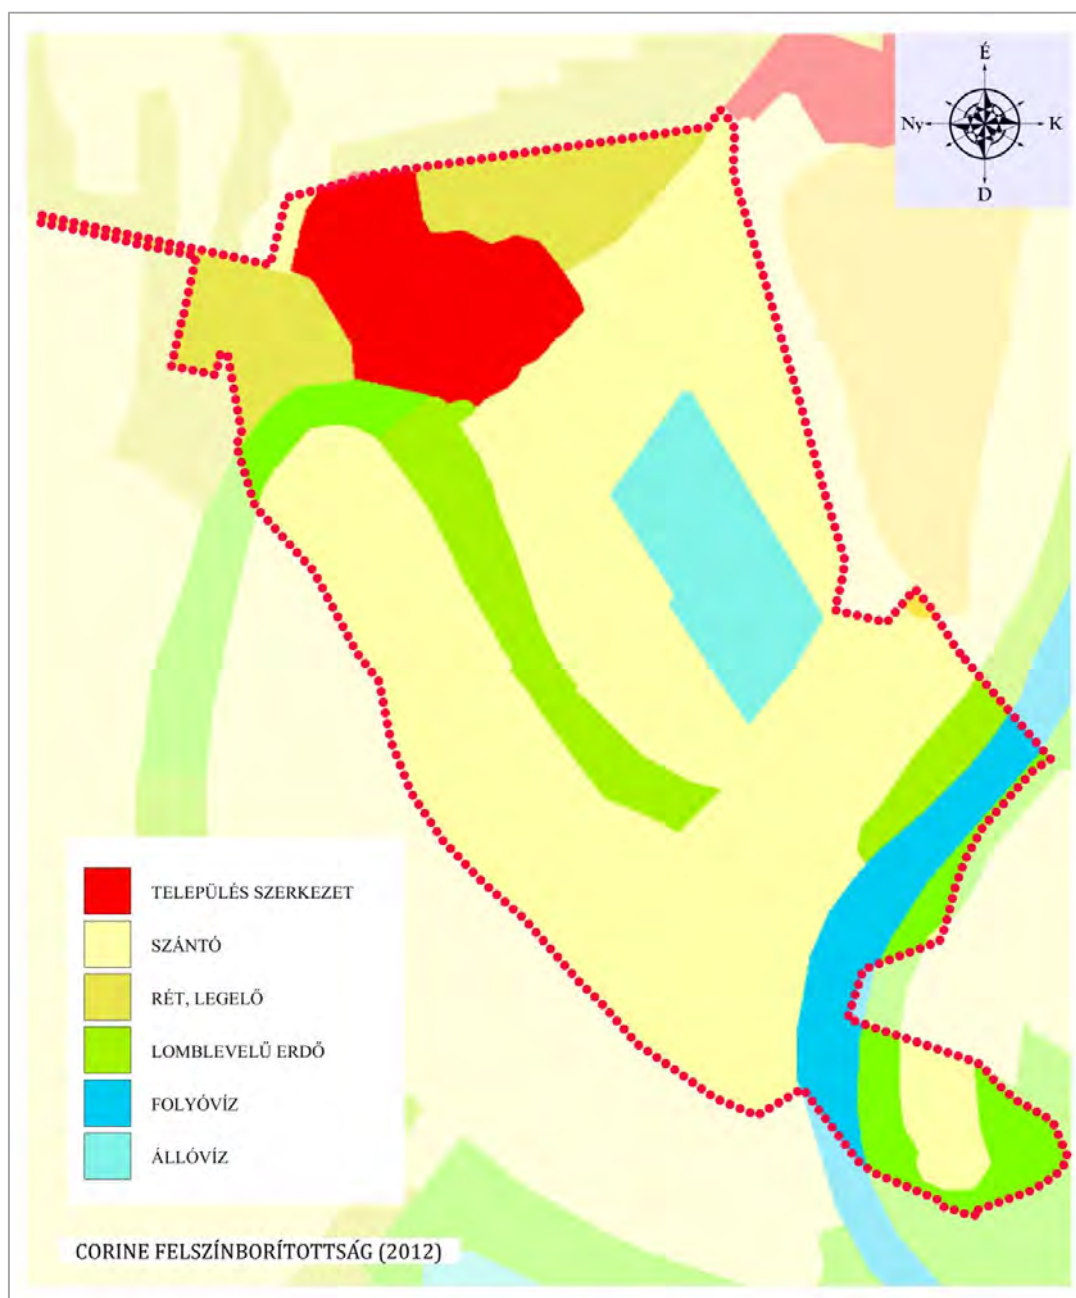 É
Ny
K
D
TELEPÜLÉS SZERKEZET
SZÁNTÓ
RÉT, LEGELŐ
LOMBLEVELŰ ERDŐ
FOLYÓVÍZ
ÁLLÓVÍZ
CORINE FELSZÍNBORÍTOTTSÁG (2012)